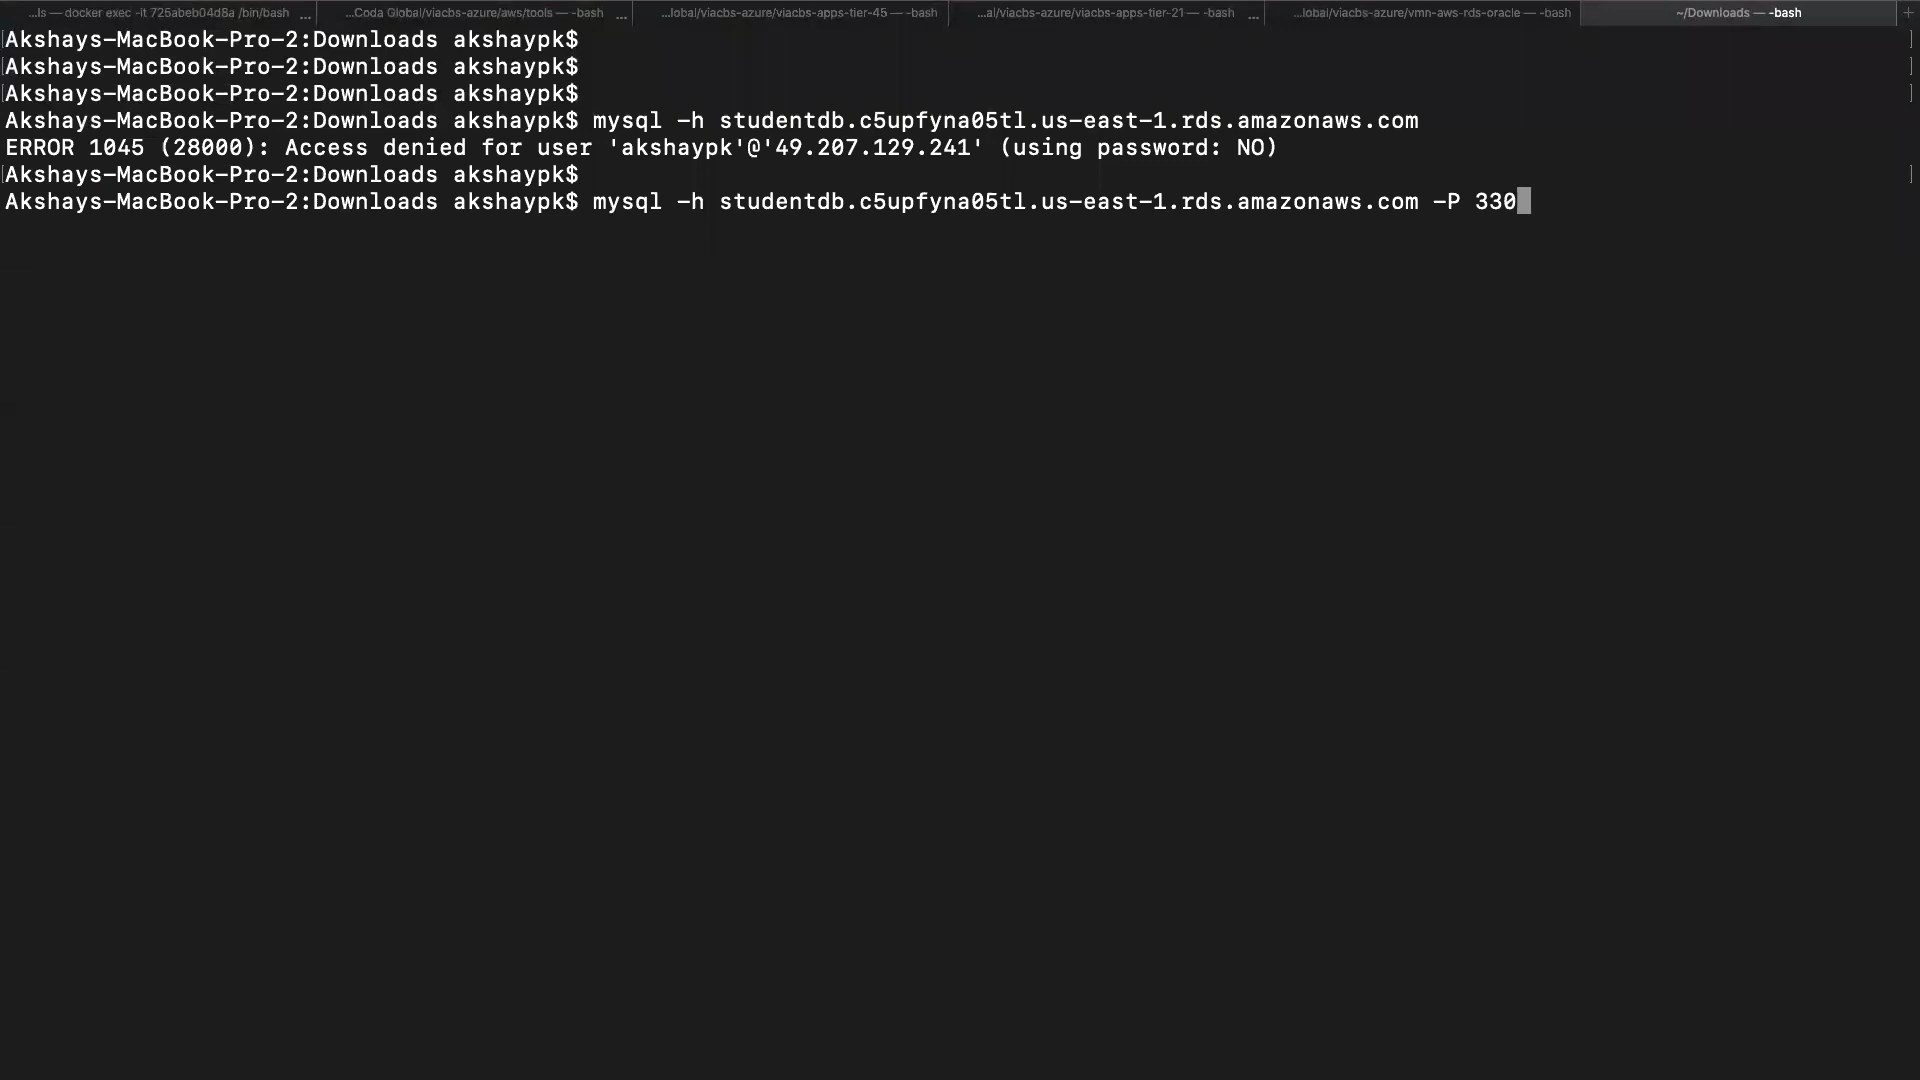 ...ls — docker exec -it 725abeb04d8a /bin/bash ...
...Coda Global/viacbs-azure/aws/tools — -bash ...
...lobal/viacbs-azure/viacbs-apps-tier-45 — -bash
...al/viacbs-azure/viacbs-apps-tier-21 — -bash ...
...lobal/viacbs-azure/vmn-aws-rds-oracle — -bash
~/Downloads — -bash
+
[Akshays-MacBook-Pro-2:Downloads akshaypk$ ]
[Akshays-MacBook-Pro-2:Downloads akshaypk$ ]
[Akshays-MacBook-Pro-2:Downloads akshaypk$ ]
Akshays-MacBook-Pro-2:Downloads akshaypk$ mysql -h studentdb.c5upfyna05tl.us-east-1.rds.amazonaws.com
ERROR 1045 (28000): Access denied for user 'akshaypk'@'49.207.129.241' (using password: NO)
[Akshays-MacBook-Pro-2:Downloads akshaypk$ ]
Akshays-MacBook-Pro-2:Downloads akshaypk$ mysql -h studentdb.c5upfyna05tl.us-east-1.rds.amazonaws.com -P 330